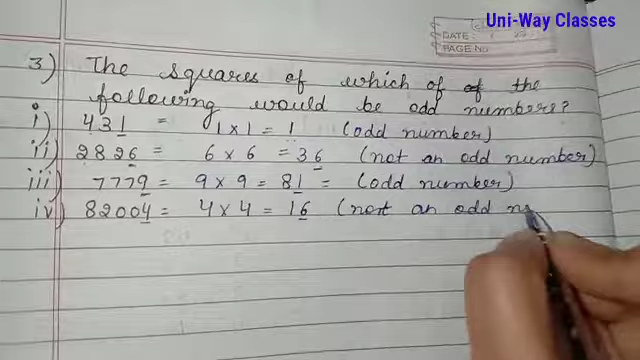 Uni-Way Classes
DATE:
PAGE NO
3) The squares of which of of the
following would be odd numbers?
i) 431 = 1 x 1 = 1 (odd number)
ii) 2826 = 6 x 6 = 36 (not an odd number)
iii) 7779 = 9 x 9 = 81 = (odd number)
iv) 82004 = 4 x 4 = 16 (not an odd